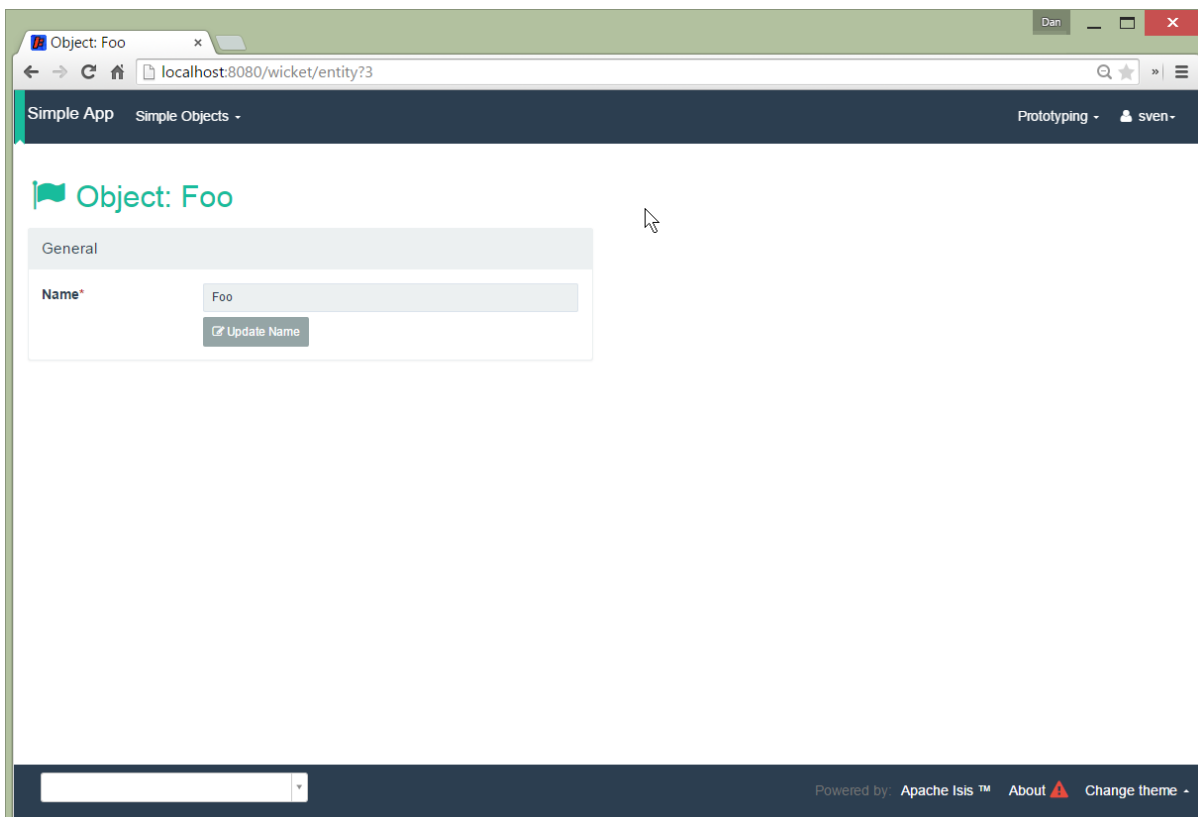 Dan
Object: Foo
localhost:8080/wicket/entity?3
Simple App Simple Objects Prototyping sven
Object: Foo
General
Name* Foo
Update Name
Powered by: Apache Isis ™ About Change theme